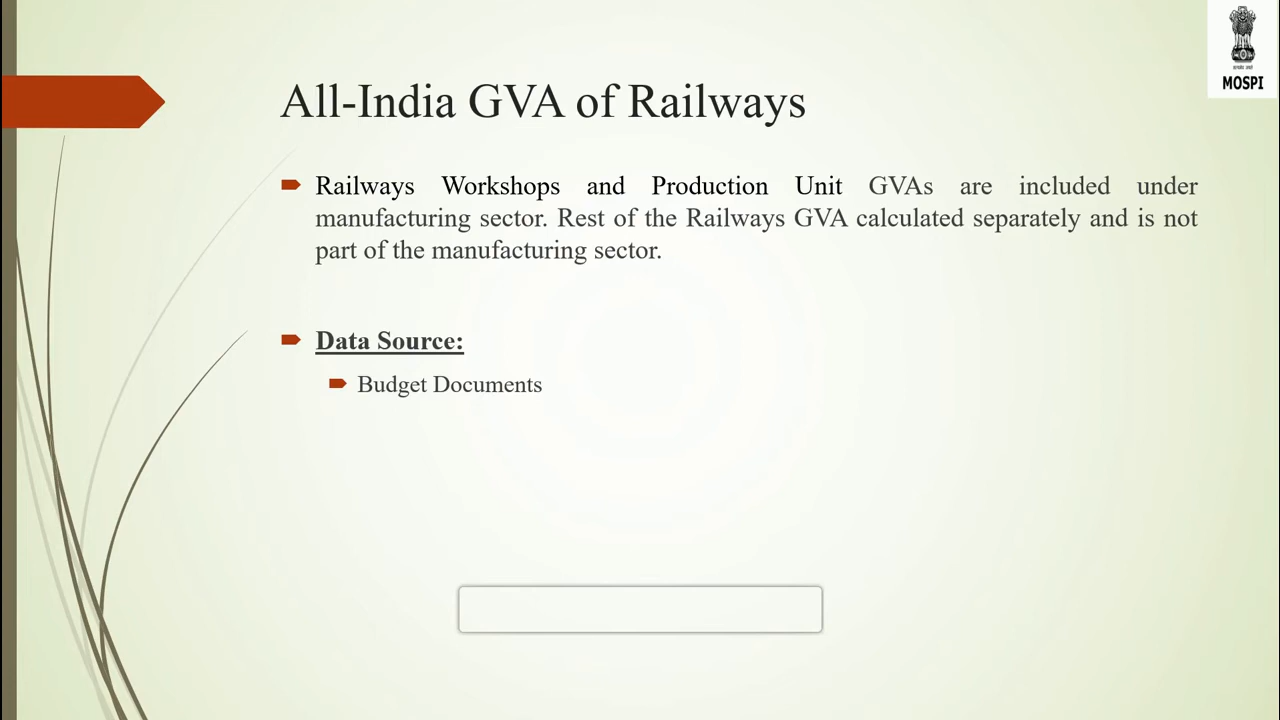 MOSPI
All-India GVA of Railways
Railways Workshops and Production Unit GVAs are included under
manufacturing sector. Rest of the Railways GVA calculated separately and is not
part of the manufacturing sector.
Data Source:
Budget Documents